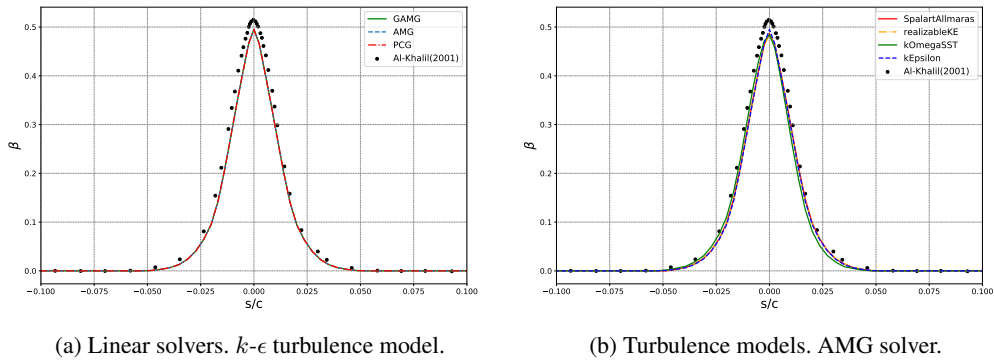 0.5
0.4
0.3
0.2
0.1
0.0
β
−0.100
−0.075
−0.050
−0.025
0.000
0.025
0.050
0.075
0.100
s/c
GAMG
AMG
PCG
Al-Khalil(2001)
(a) Linear solvers. k-ϵ turbulence model.
0.5
0.4
0.3
0.2
0.1
0.0
β
−0.100
−0.075
−0.050
−0.025
0.000
0.025
0.050
0.075
0.100
s/c
SpalartAllmaras
realizableKE
kOmegaSST
kEpsilon
Al-Khalil(2001)
(b) Turbulence models. AMG solver.